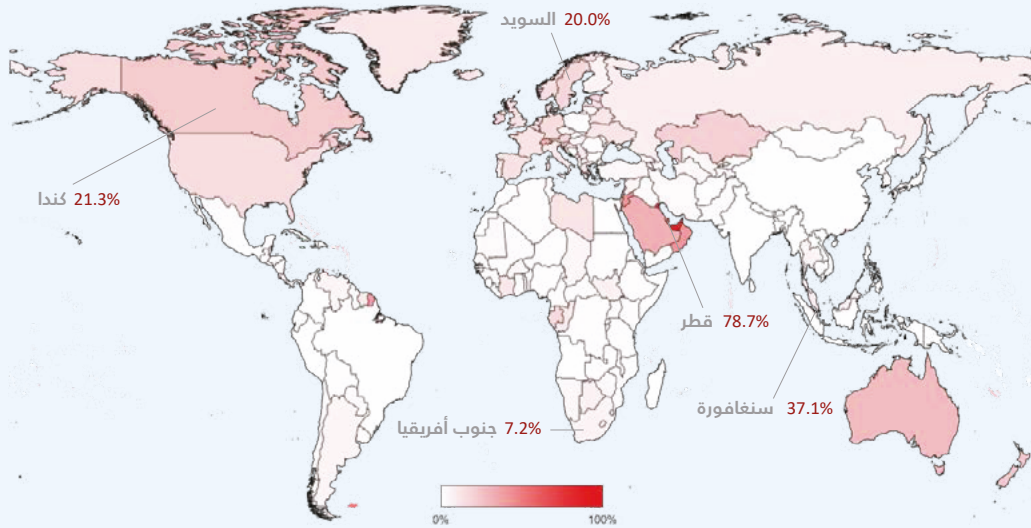 السويد 20.0%
كندا 21.3%
قطر 78.7%
سنغافورة 37.1%
جنوب أفريقيا 7.2%
0% 100%